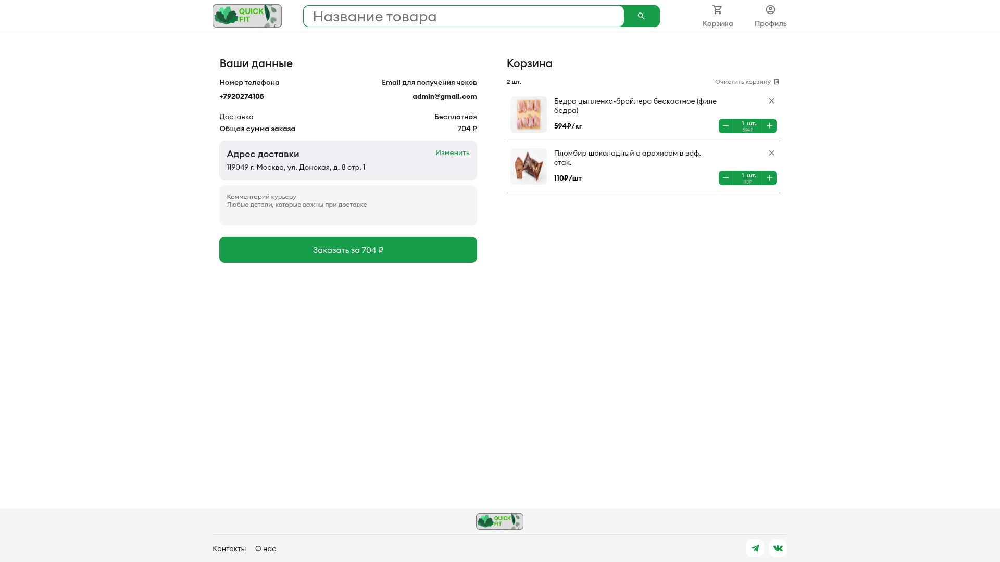 QUICK
FIT
Название товара
Корзина
Профиль
Ваши данные
Номер телефона
Email для получения чеков
+7920274105
admin@gmail.com
Доставка
Бесплатная
Общая сумма заказа
704 ₽
Адрес доставки
Изменить
119049 г. Москва, ул. Донская, д. 8 стр. 1
Комментарий курьеру
Любые детали, которые важны при доставке
Заказать за 704 ₽
Корзина
2 шт.
Очистить корзину
Бедро цыпленка-бройлера бескостное (филе
бедра)
594₽/кг
1 шт.
594₽
Пломбир шоколадный с арахисом в ваф.
стак.
110₽/шт
1 шт.
110₽
QUICK
FIT
Контакты
О нас